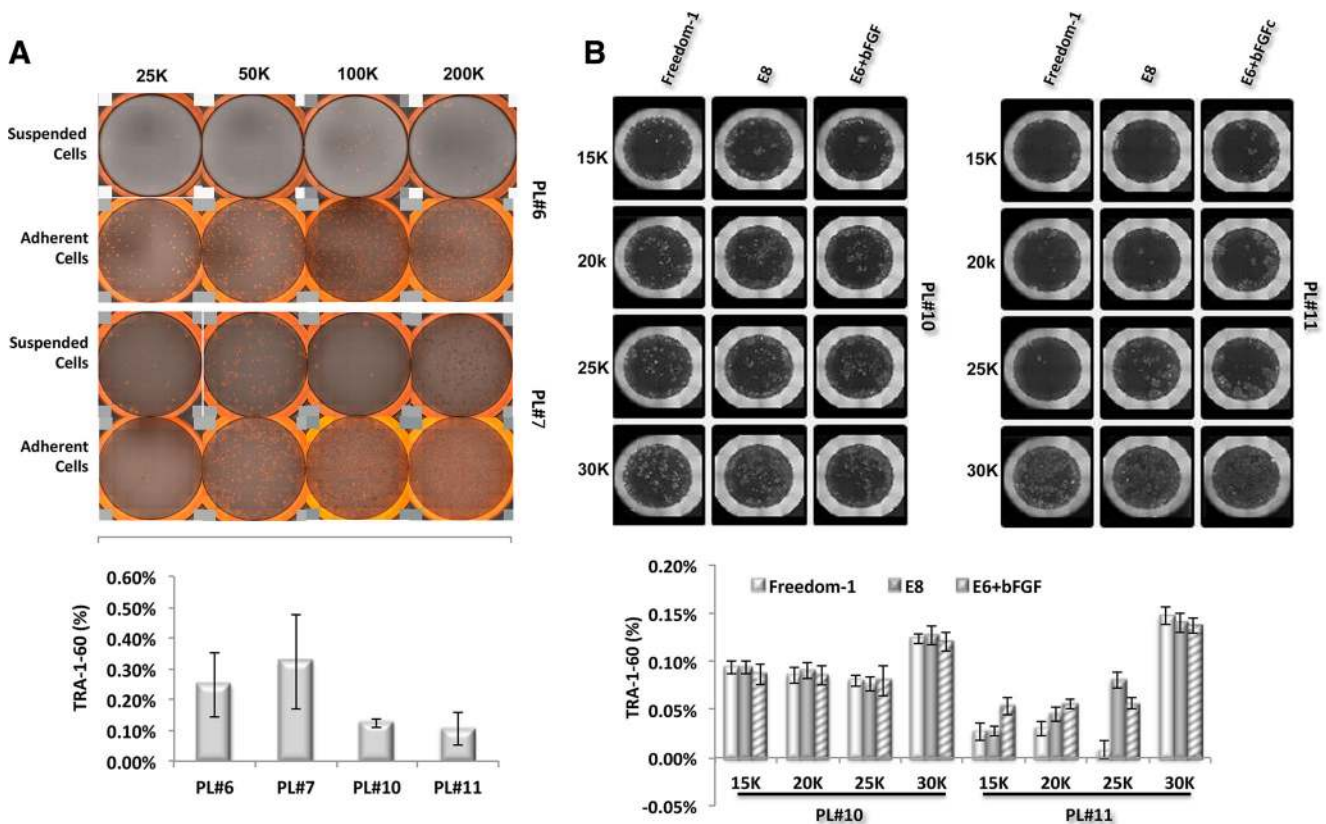 A
25K 50K 100K 200K
Suspended
Cells
Adherent
Cells
PL#6
Suspended
Cells
Adherent
Cells
PL#7
0.60%
0.50%
0.40%
0.30%
0.20%
0.10%
0.00%
TRA-1-60 (%)
PL#6 PL#7 PL#10 PL#11
B
Freedom-1 E8 E6+bFGF
15K
20k
25K
30K
PL#10
Freedom-1 E8 E6+bFGFc
15K
20K
25K
30K
PL#11
0.20%
0.15%
0.10%
0.05%
0.00%
-0.05%
TRA-1-60 (%)
Freedom-1 E8 E6+bFGF
15K 20K 25K 30K 15K 20K 25K 30K
PL#10 PL#11